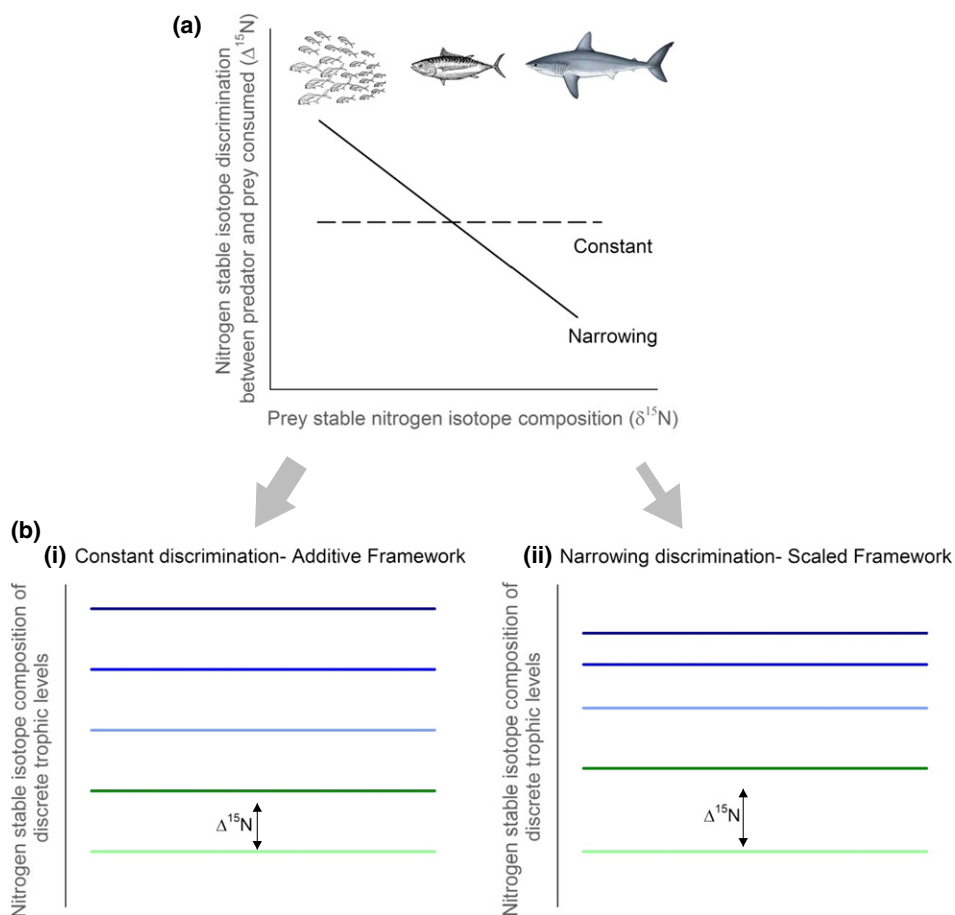 (a)
Nitrogen stable isotope discrimination
between predator and prey consumed (Δ¹⁵N)
Constant
Narrowing
Prey stable nitrogen isotope composition (δ¹⁵N)
(b)
(i) Constant discrimination- Additive Framework
Nitrogen stable isotope composition of
discrete trophic levels
Δ¹⁵N
(ii) Narrowing discrimination- Scaled Framework
Nitrogen stable isotope composition of
discrete trophic levels
Δ¹⁵N